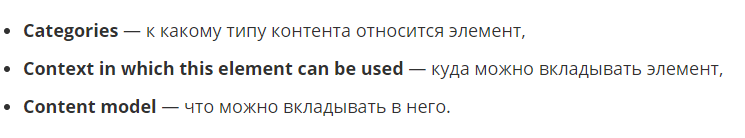 • Categories — к какому типу контента относится элемент,
• Context in which this element can be used — куда можно вкладывать элемент,
• Content model — что можно вкладывать в него.